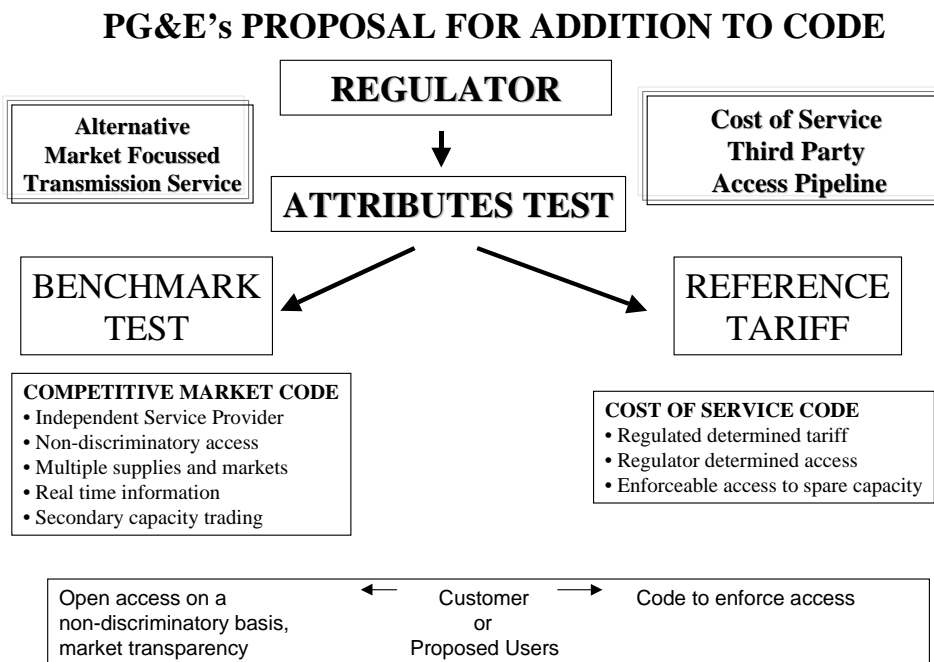 PG&E's PROPOSAL FOR ADDITION TO CODE
REGULATOR
Alternative
Market Focussed
Transmission Service
Cost of Service
Third Party
Access Pipeline
ATTRIBUTES TEST
BENCHMARK
TEST
REFERENCE
TARIFF
COMPETITIVE MARKET CODE
• Independent Service Provider
• Non-discriminatory access
• Multiple supplies and markets
• Real time information
• Secondary capacity trading
COST OF SERVICE CODE
• Regulated determined tariff
• Regulator determined access
• Enforceable access to spare capacity
Open access on a
non-discriminatory basis,
market transparency
Customer
or
Proposed Users
Code to enforce access